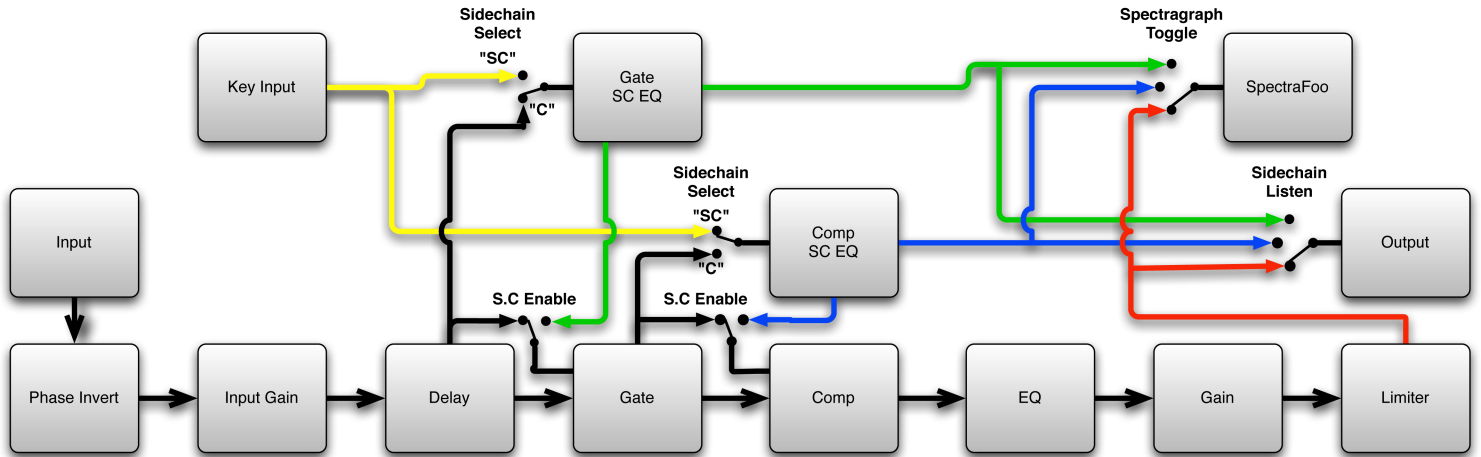 Sidechain
Select
"SC"
"C"
Key Input
Gate
SC EQ
Spectragraph
Toggle
SpectraFoo
Input
Sidechain
Select
"SC"
"C"
Comp
SC EQ
Sidechain
Listen
Output
S.C Enable
S.C Enable
Phase Invert
Input Gain
Delay
Gate
Comp
EQ
Gain
Limiter